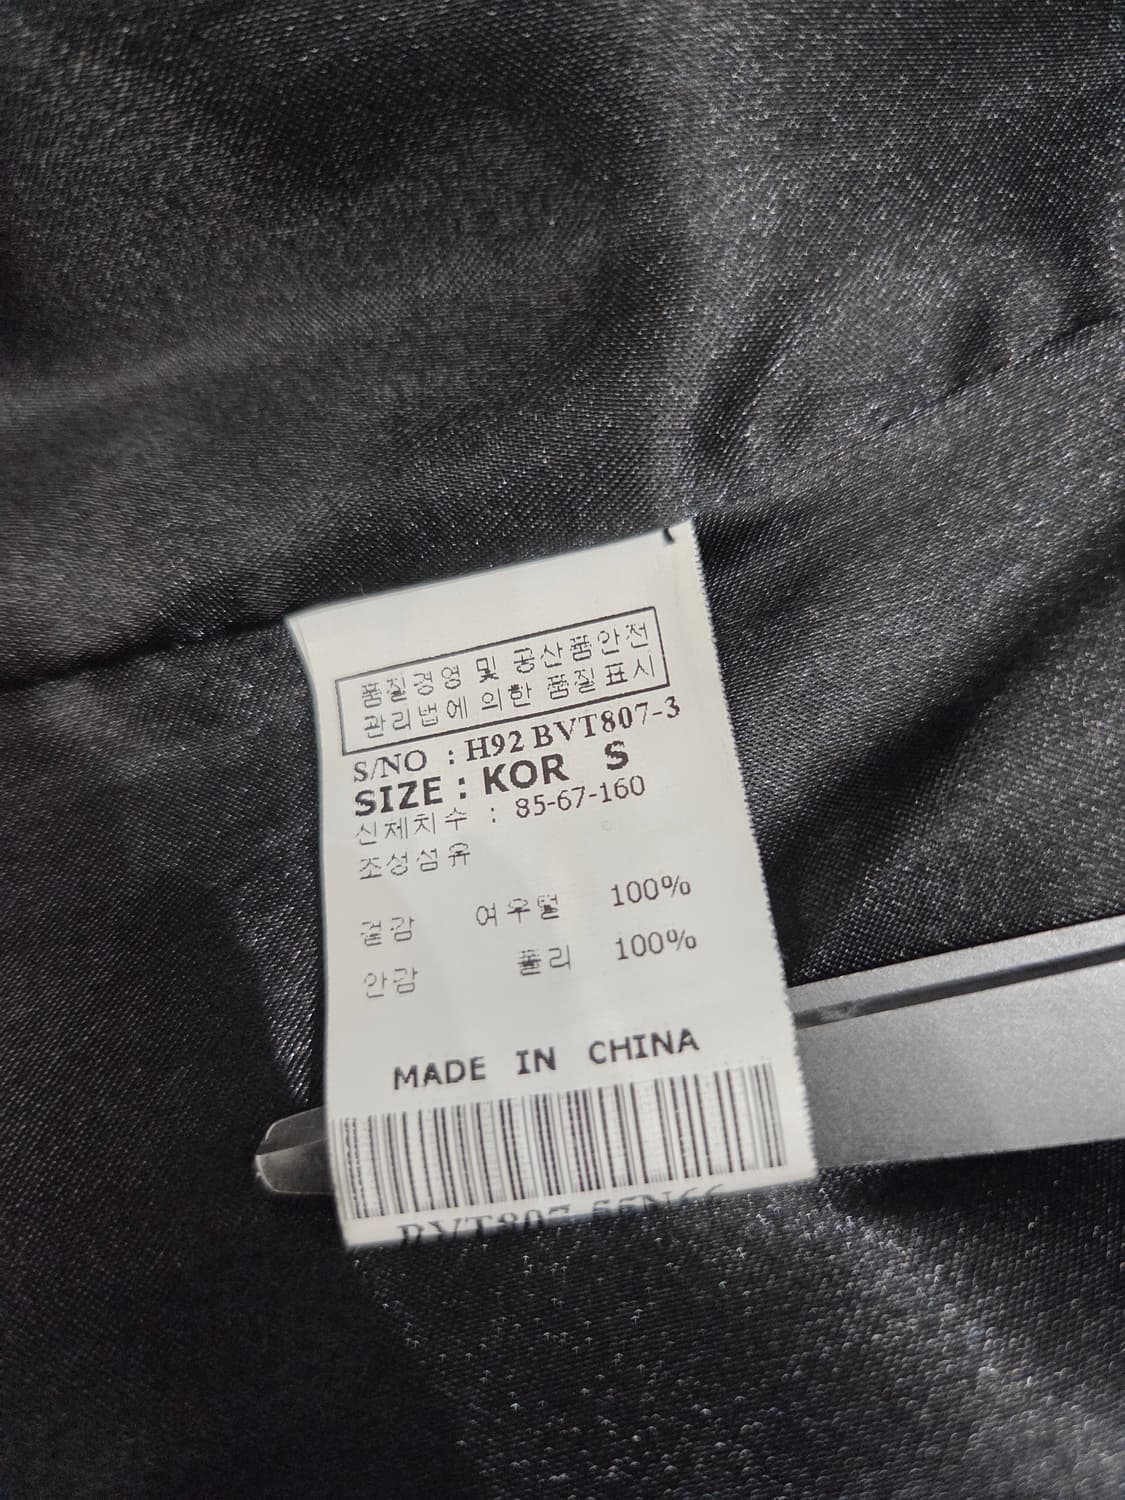 품질경영 및 공산품안전
관리법에 의한 품질표시
S/NO : H92 BVT807-3
SIZE : KOR S
신체치수 : 85-67-160
조성섬유
겉감 여우털 100%
안감 폴리 100%
MADE IN CHINA
BVT807